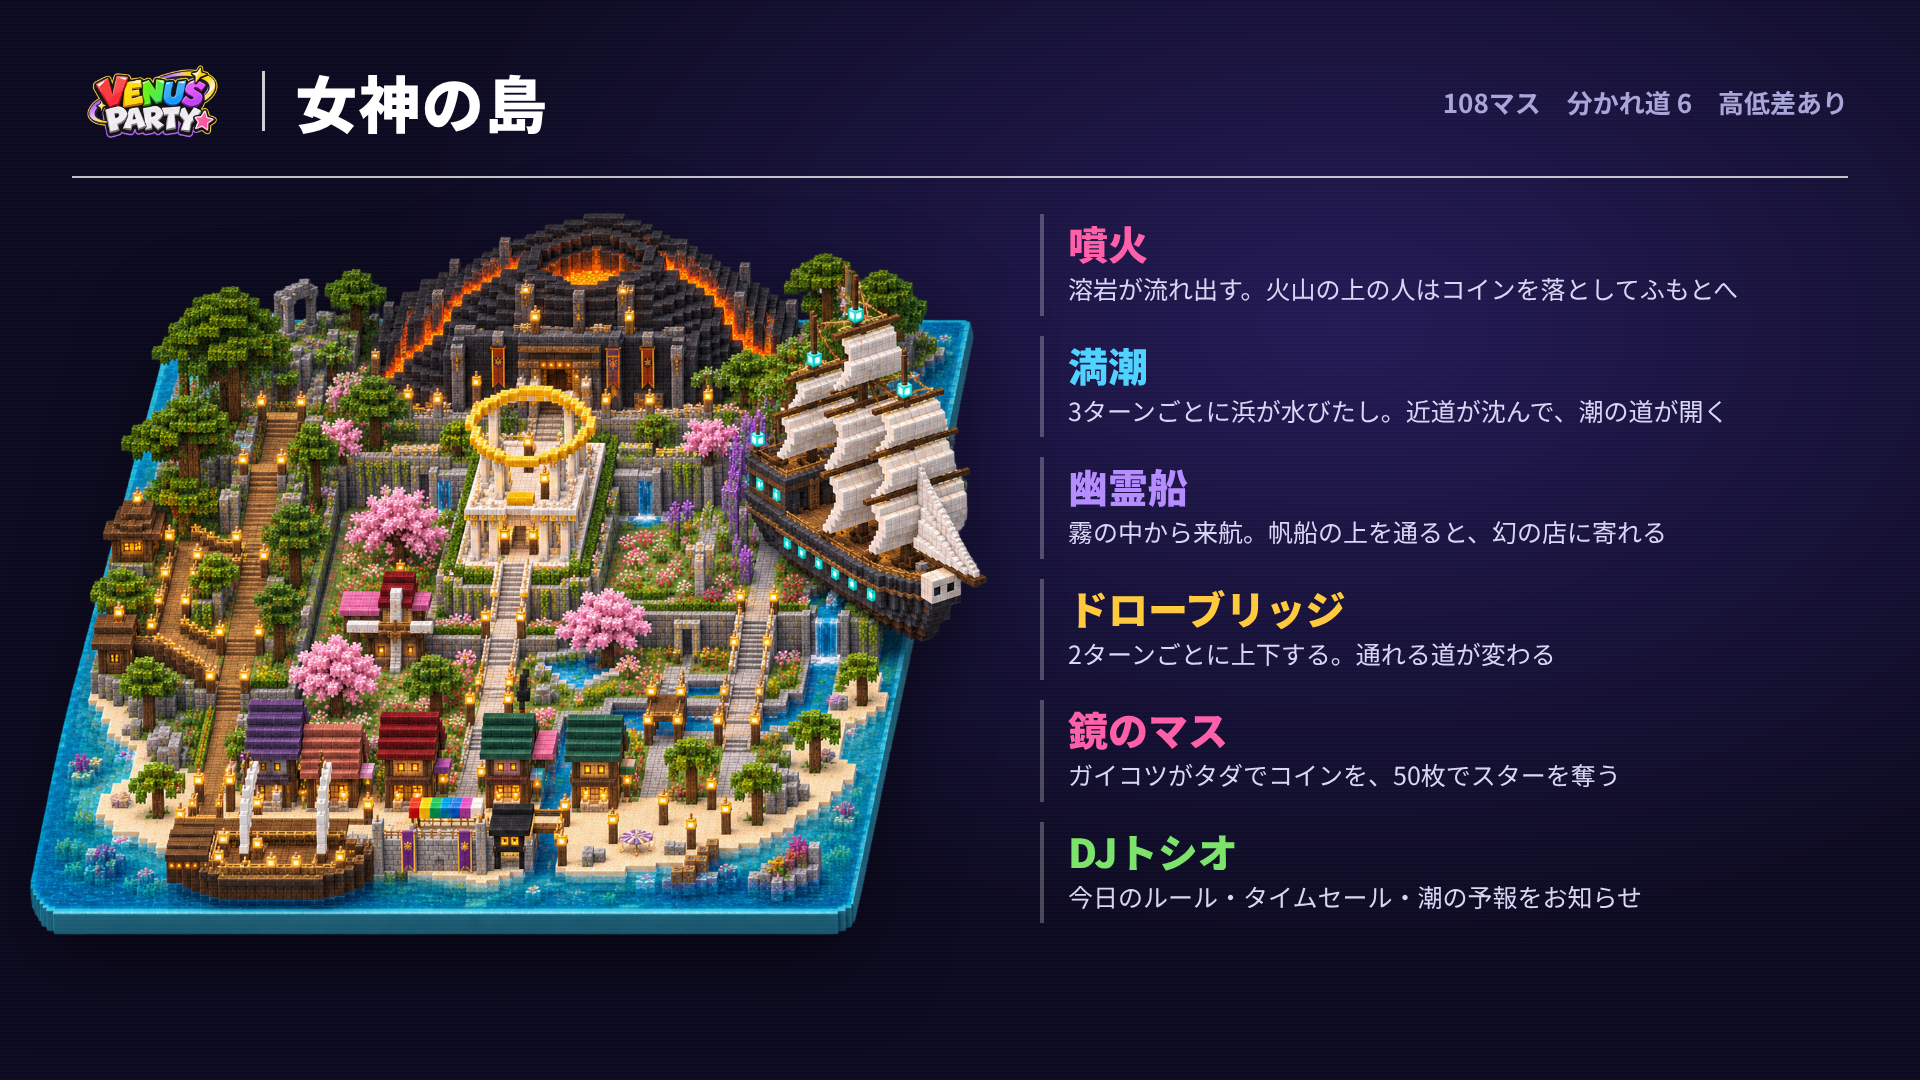 VENUS
PARTY
女神の島
108マス 分かれ道 6 高低差あり
噴火
溶岩が流れ出す。火山の上の人はコインを落としてふもとへ
満潮
3ターンごとに浜が水びたし。近道が沈んで、潮の道が開く
幽霊船
霧の中から来航。帆船の上を通ると、幻の店に寄れる
ドローブリッジ
2ターンごとに上下する。通れる道が変わる
鏡のマス
ガイコツがタダでコインを、50枚でスターを奪う
DJトシオ
今日のルール・タイムセール・潮の予報をお知らせ